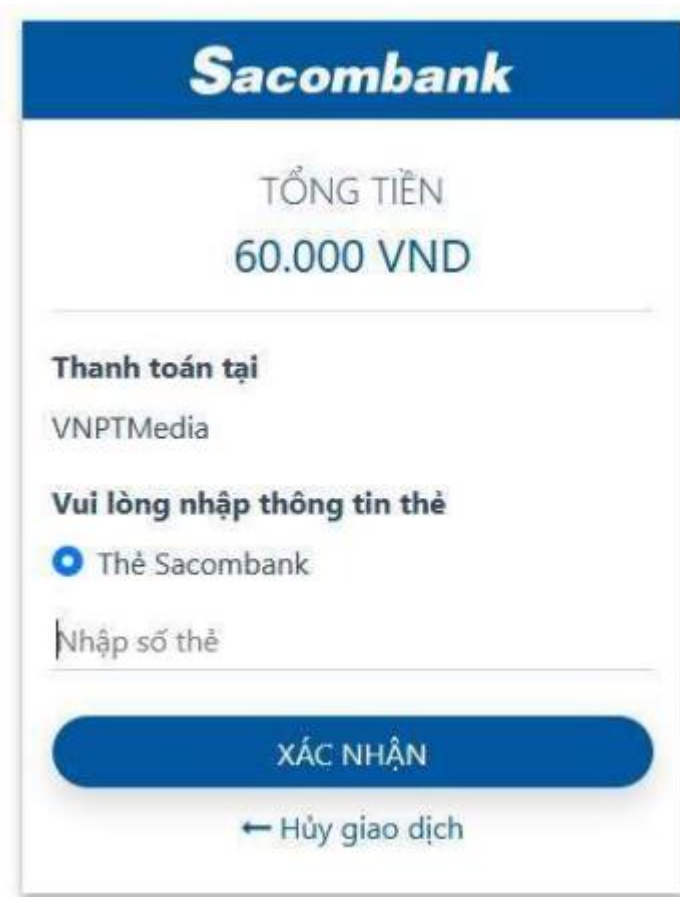 Sacombank
TỔNG TIỀN
60.000 VND
Thanh toán tại
VNPTMedia
Vui lòng nhập thông tin thẻ
Thẻ Sacombank
Nhập số thẻ
XÁC NHẬN
← Hủy giao dịch